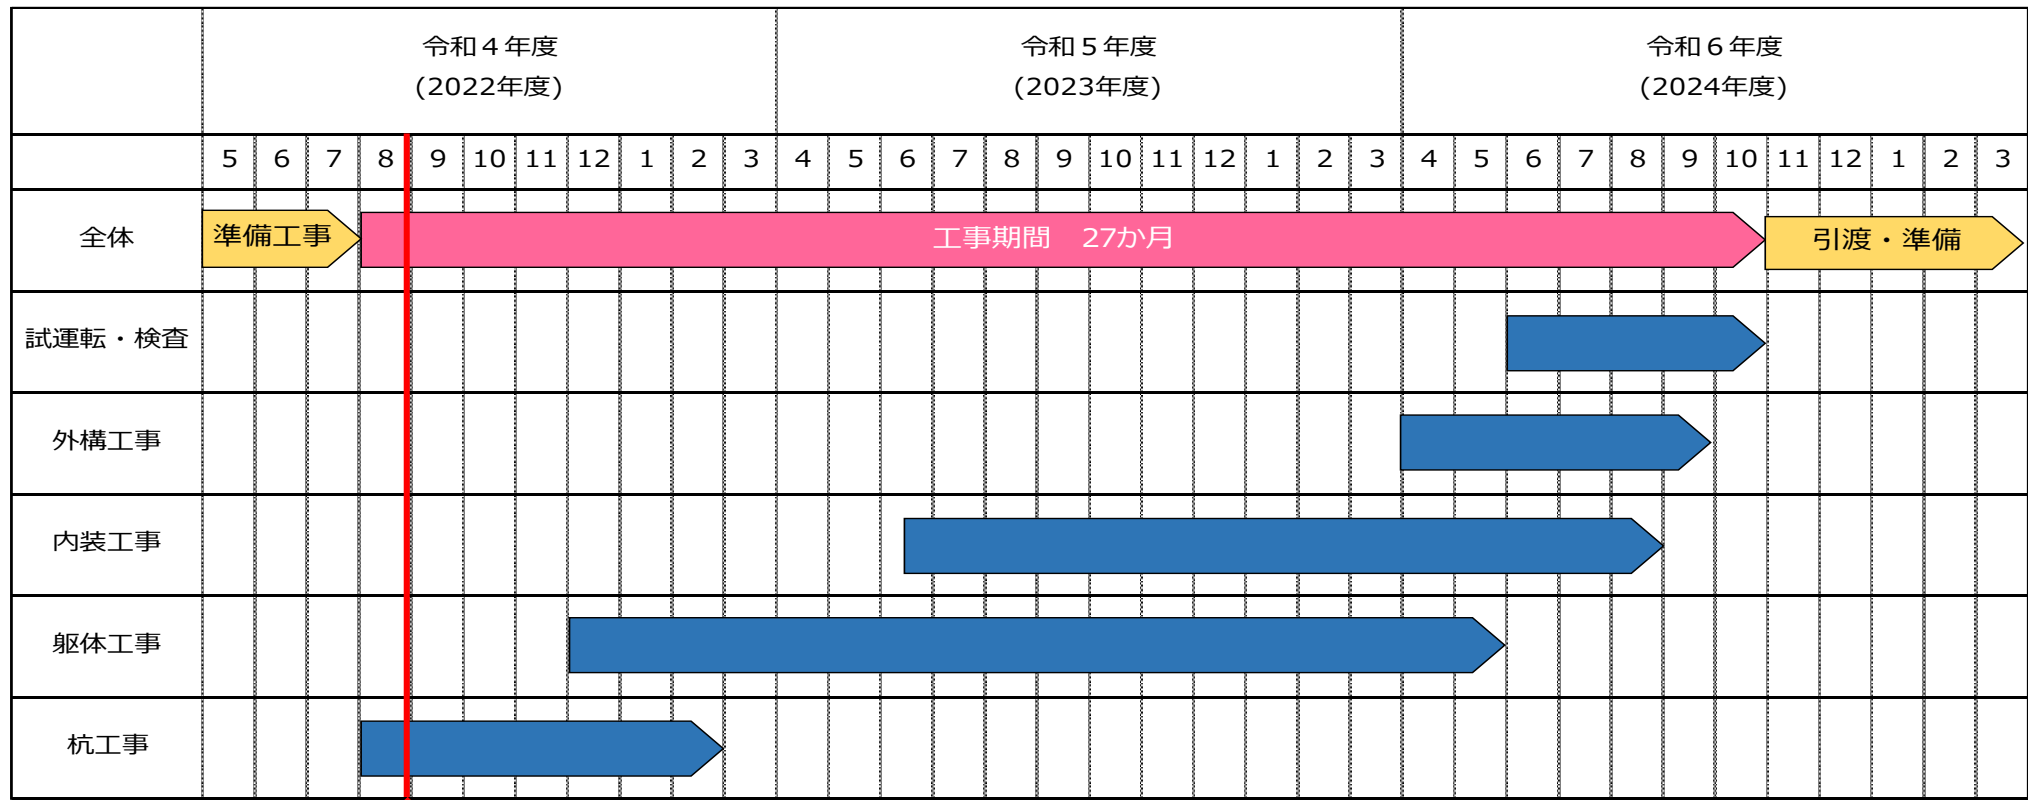 令和４年度
(2022年度)
令和５年度
(2023年度)
令和６年度
(2024年度)
5 6 7 8 9 10 11 12 1 2 3 4 5 6 7 8 9 10 11 12 1 2 3 4 5 6 7 8 9 10 11 12 1 2 3
全体 準備工事 工事期間　27か月 引渡・準備
試運転・検査
外構工事
内装工事
躯体工事
杭工事